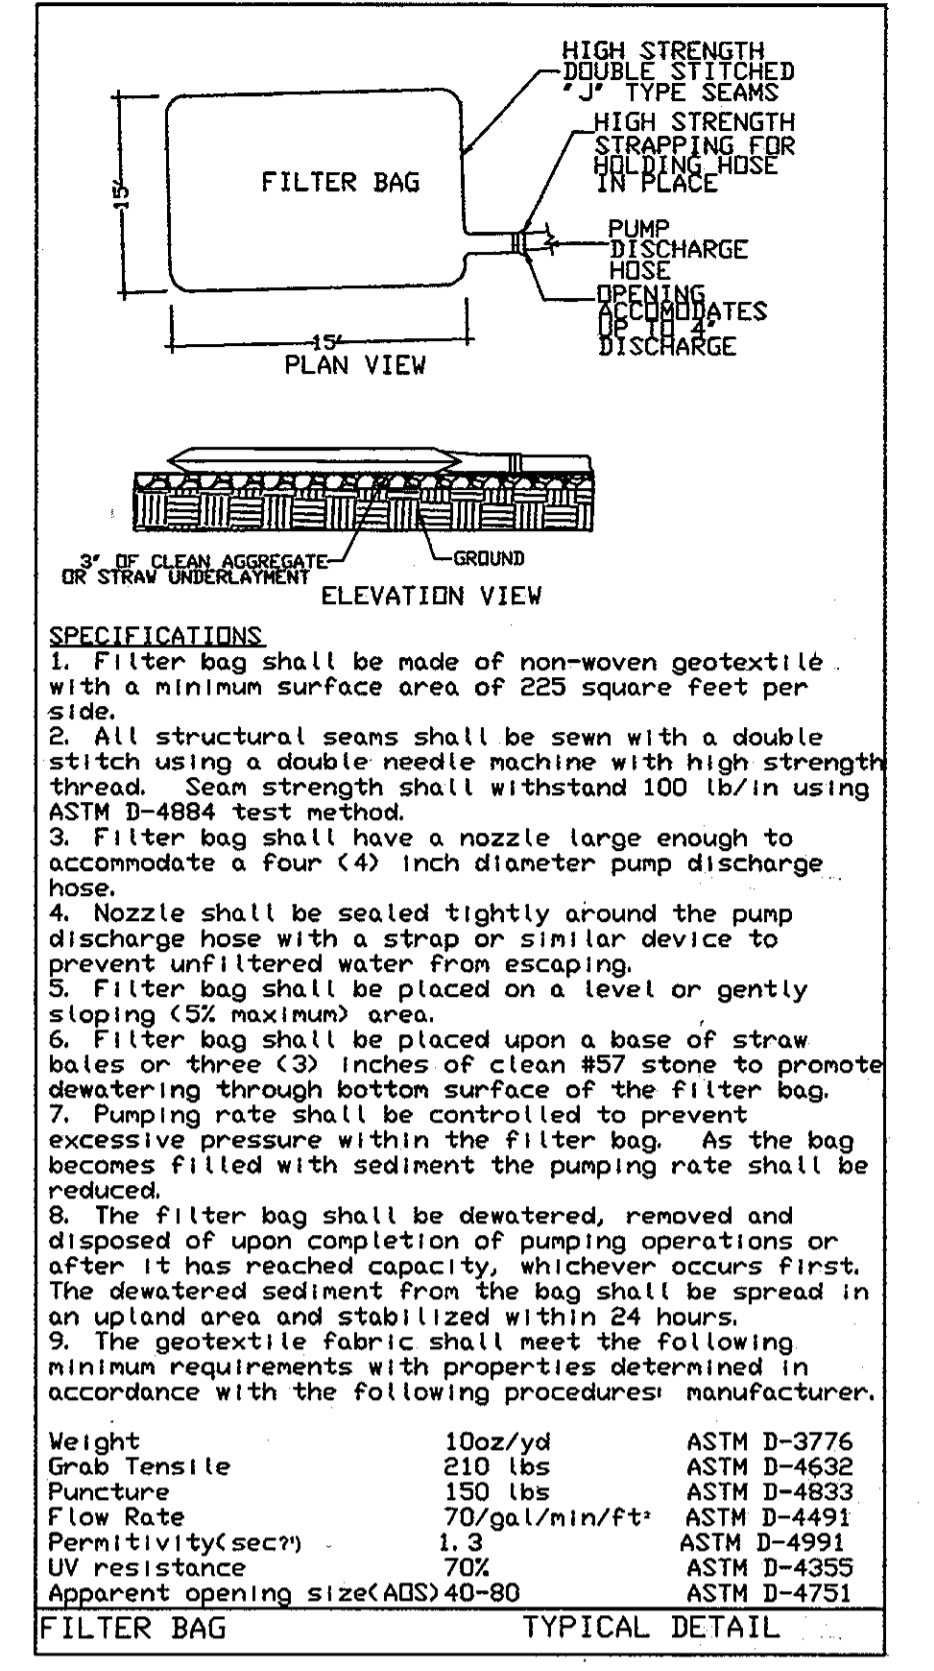 HIGH STRENGTH
DOUBLE STITCHED
"J" TYPE SEAMS
HIGH STRENGTH
STRAPPING FOR
HOLDING HOSE
IN PLACE
FILTER BAG
15'
PUMP
DISCHARGE
HOSE
OPENING
ACCOMODATES
UP TO 4"
DISCHARGE
15'
PLAN VIEW
3" OF CLEAN AGGREGATE
OR STRAW UNDERLAYMENT
GROUND
ELEVATION VIEW
SPECIFICATIONS
1. Filter bag shall be made of non-woven geotextile
with a minimum surface area of 225 square feet per
side.
2. All structural seams shall be sewn with a double
stitch using a double needle machine with high strength
thread. Seam strength shall withstand 100 lb/in using
ASTM D-4884 test method.
3. Filter bag shall have a nozzle large enough to
accommodate a four (4) inch diameter pump discharge
hose.
4. Nozzle shall be sealed tightly around the pump
discharge hose with a strap or similar device to
prevent unfiltered water from escaping.
5. Filter bag shall be placed on a level or gently
sloping (5% maximum) area.
6. Filter bag shall be placed upon a base of straw
bales or three (3) inches of clean #57 stone to promote
dewatering through bottom surface of the filter bag.
7. Pumping rate shall be controlled to prevent
excessive pressure within the filter bag. As the bag
becomes filled with sediment the pumping rate shall be
reduced.
8. The filter bag shall be dewatered, removed and
disposed of upon completion of pumping operations or
after it has reached capacity, whichever occurs first.
The dewatered sediment from the bag shall be spread in
an upland area and stabilized within 24 hours.
9. The geotextile fabric shall meet the following
minimum requirements with properties determined in
accordance with the following procedures: manufacturer.
Weight 10oz/yd ASTM D-3776
Grab Tensile 210 lbs ASTM D-4632
Puncture 150 lbs ASTM D-4833
Flow Rate 70/gal/min/ft² ASTM D-4491
Permitivity(sec?¹) 1.3 ASTM D-4991
UV resistance 70% ASTM D-4355
Apparent opening size(AOS) 40-80 ASTM D-4751
FILTER BAG TYPICAL DETAIL